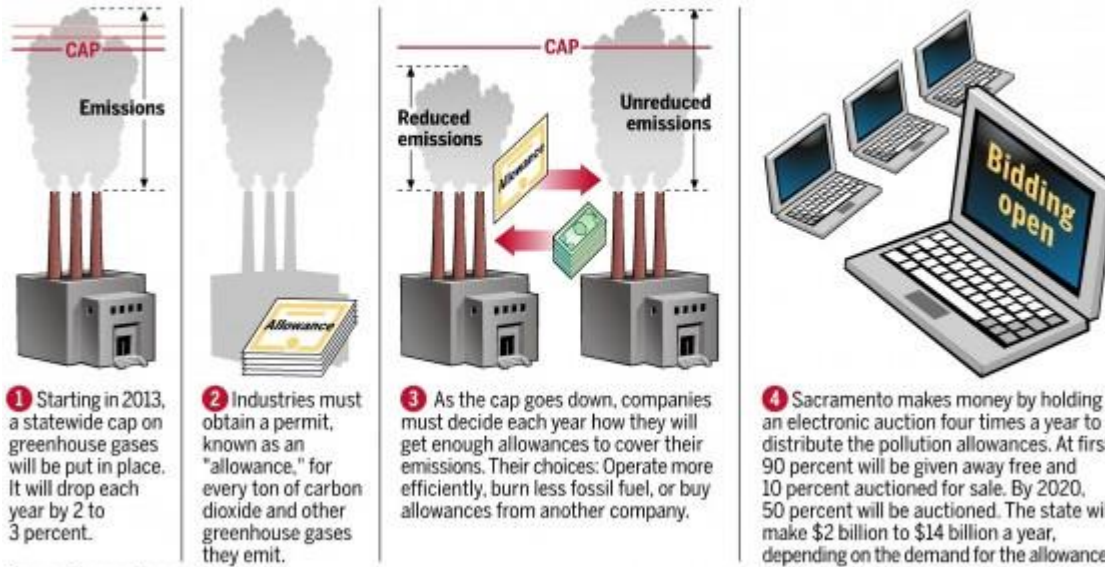 CAP
Emissions
Allowance
CAP
Reduced
emissions
Unreduced
emissions
Allowance
Bidding
open
1 Starting in 2013,
a statewide cap on
greenhouse gases
will be put in place.
It will drop each
year by 2 to
3 percent.
2 Industries must
obtain a permit,
known as an
"allowance," for
every ton of carbon
dioxide and other
greenhouse gases
they emit.
3 As the cap goes down, companies
must decide each year how they will
get enough allowances to cover their
emissions. Their choices: Operate more
efficiently, burn less fossil fuel, or buy
allowances from another company.
4 Sacramento makes money by holding
an electronic auction four times a year to
distribute the pollution allowances. At firs
90 percent will be given away free and
10 percent auctioned for sale. By 2020,
50 percent will be auctioned. The state wi
make $2 billion to $14 billion a year,
depending on the demand for the allowance